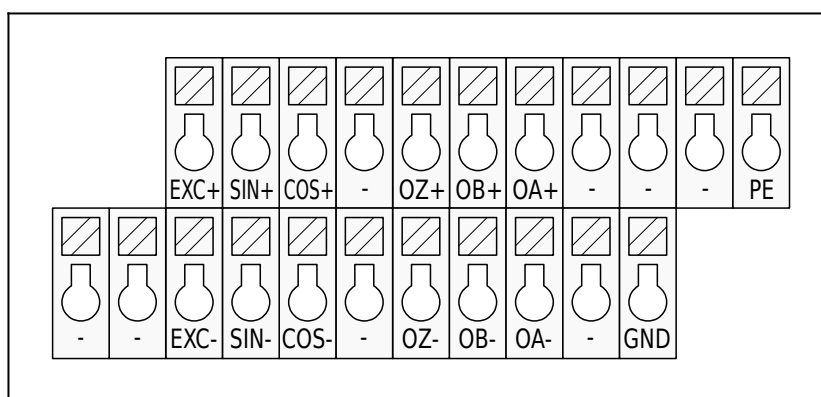 EXC+ SIN+ COS+ - OZ+ OB+ OA+ - - - PE
- - EXC- SIN- COS- - OZ- OB- OA- - GND